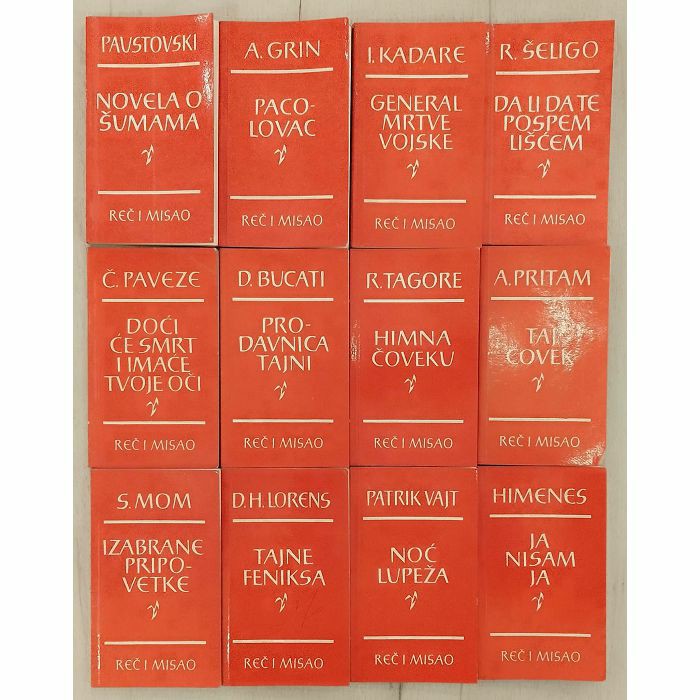 PAUSTOVSKI
NOVELA O
ŠUMAMA
REČ I MISAO
A. GRIN
PACO-
LOVAC
REČ I MISAO
I. KADARE
GENERAL
MRTVE
VOJSKE
REČ I MISAO
R. ŠELIGO
DA LI DA TE
POSPEM
LIŠĆEM
REČ I MISAO
Č. PAVEZE
DOĆI
ĆE SMRT
I IMAĆE
TVOJE OČI
REČ I MISAO
D. BUCATI
PRO-
DAVNICA
TAJNI
REČ I MISAO
R. TAGORE
HIMNA
ČOVEKU
REČ I MISAO
A. PRITAM
TAJ
ČOVEK
REČ I MISAO
S. MOM
IZABRANE
PRIPO-
VETKE
REČ I MISAO
D. H. LORENS
TAJNE
FENIKSA
REČ I MISAO
PATRIK VAJT
NOĆ
LUPEŽA
REČ I MISAO
HIMENES
JA
NISAM
JA
REČ I MISAO